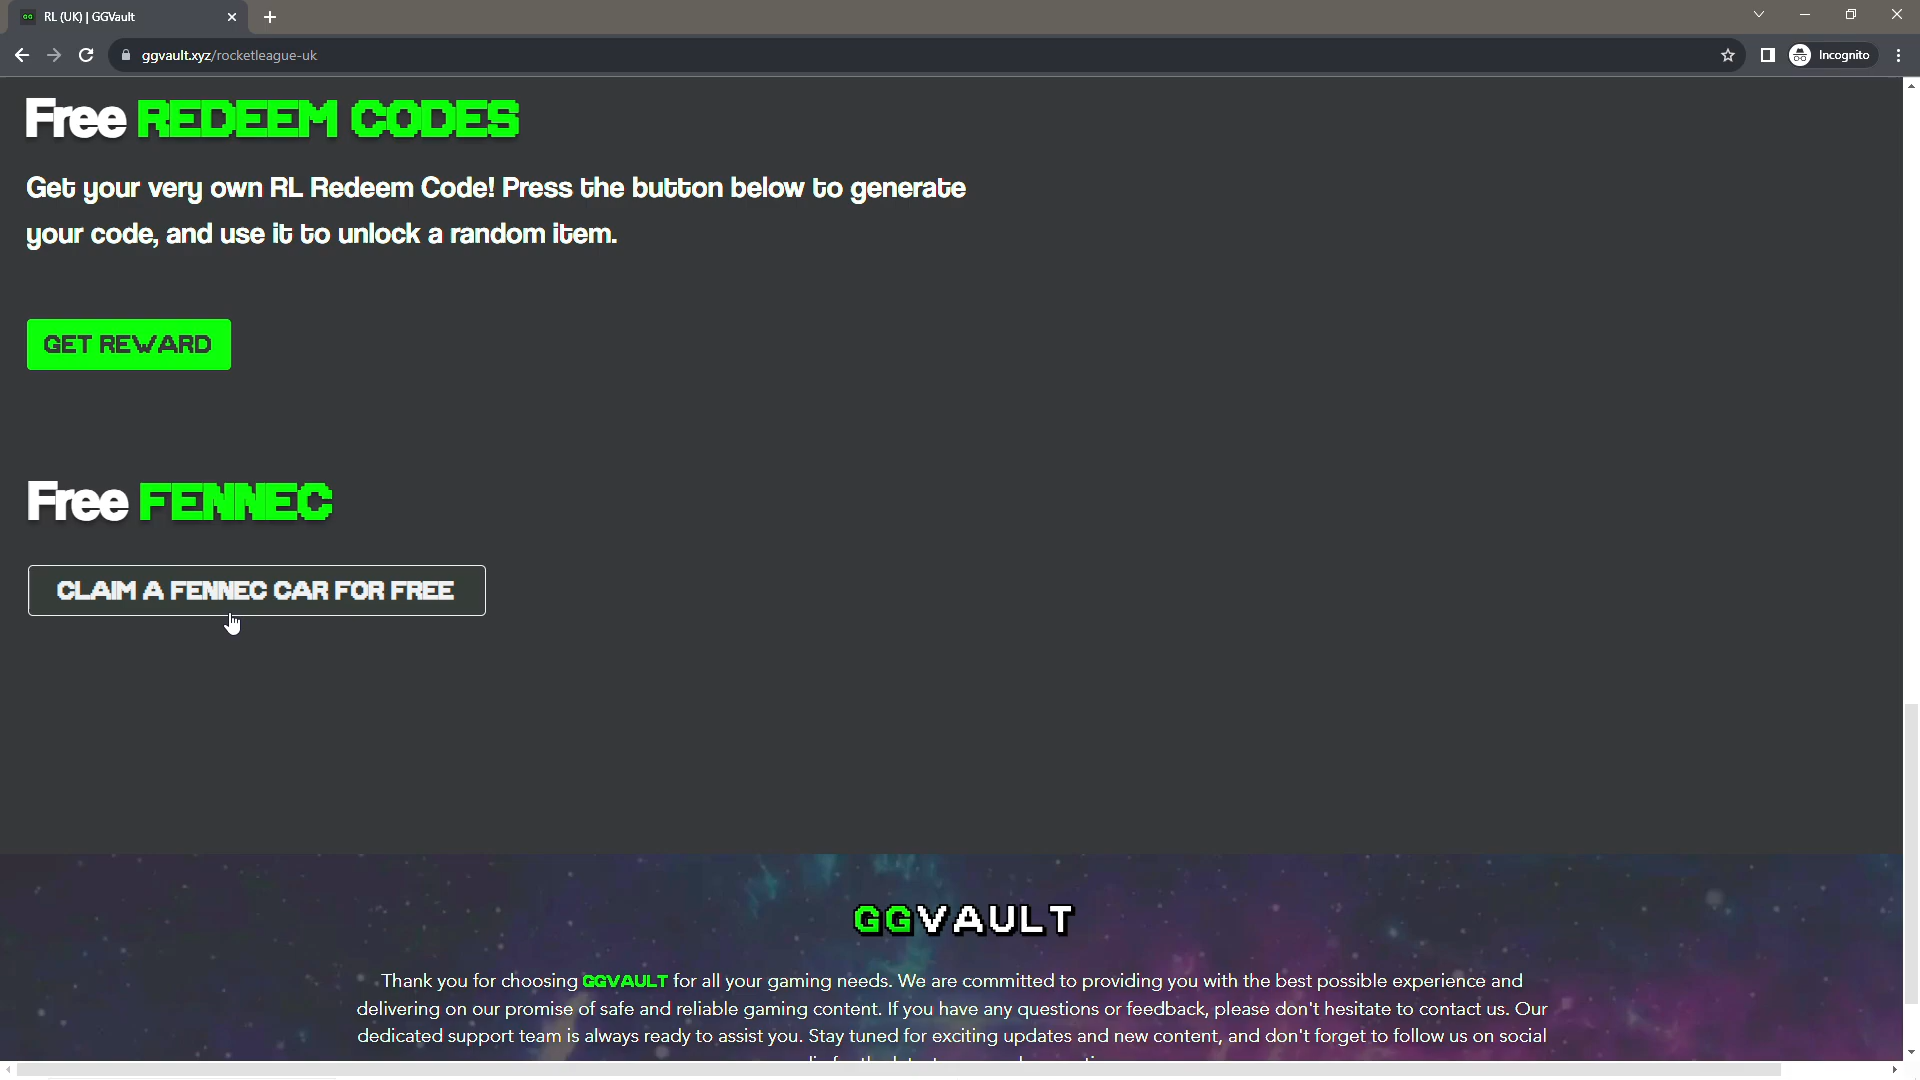 RL (UK) | GGVault
ggvault.xyz/rocketleague-uk
Incognito
Free REDEEM CODES
Get your very own RL Redeem Code! Press the button below to generate
your code, and use it to unlock a random item.
GET REWARD
Free FENNEC
CLAIM A FENNEC CAR FOR FREE
GGVAULT
Thank you for choosing GGVAULT for all your gaming needs. We are committed to providing you with the best possible experience and
delivering on our promise of safe and reliable gaming content. If you have any questions or feedback, please don't hesitate to contact us. Our
dedicated support team is always ready to assist you. Stay tuned for exciting updates and new content, and don't forget to follow us on social